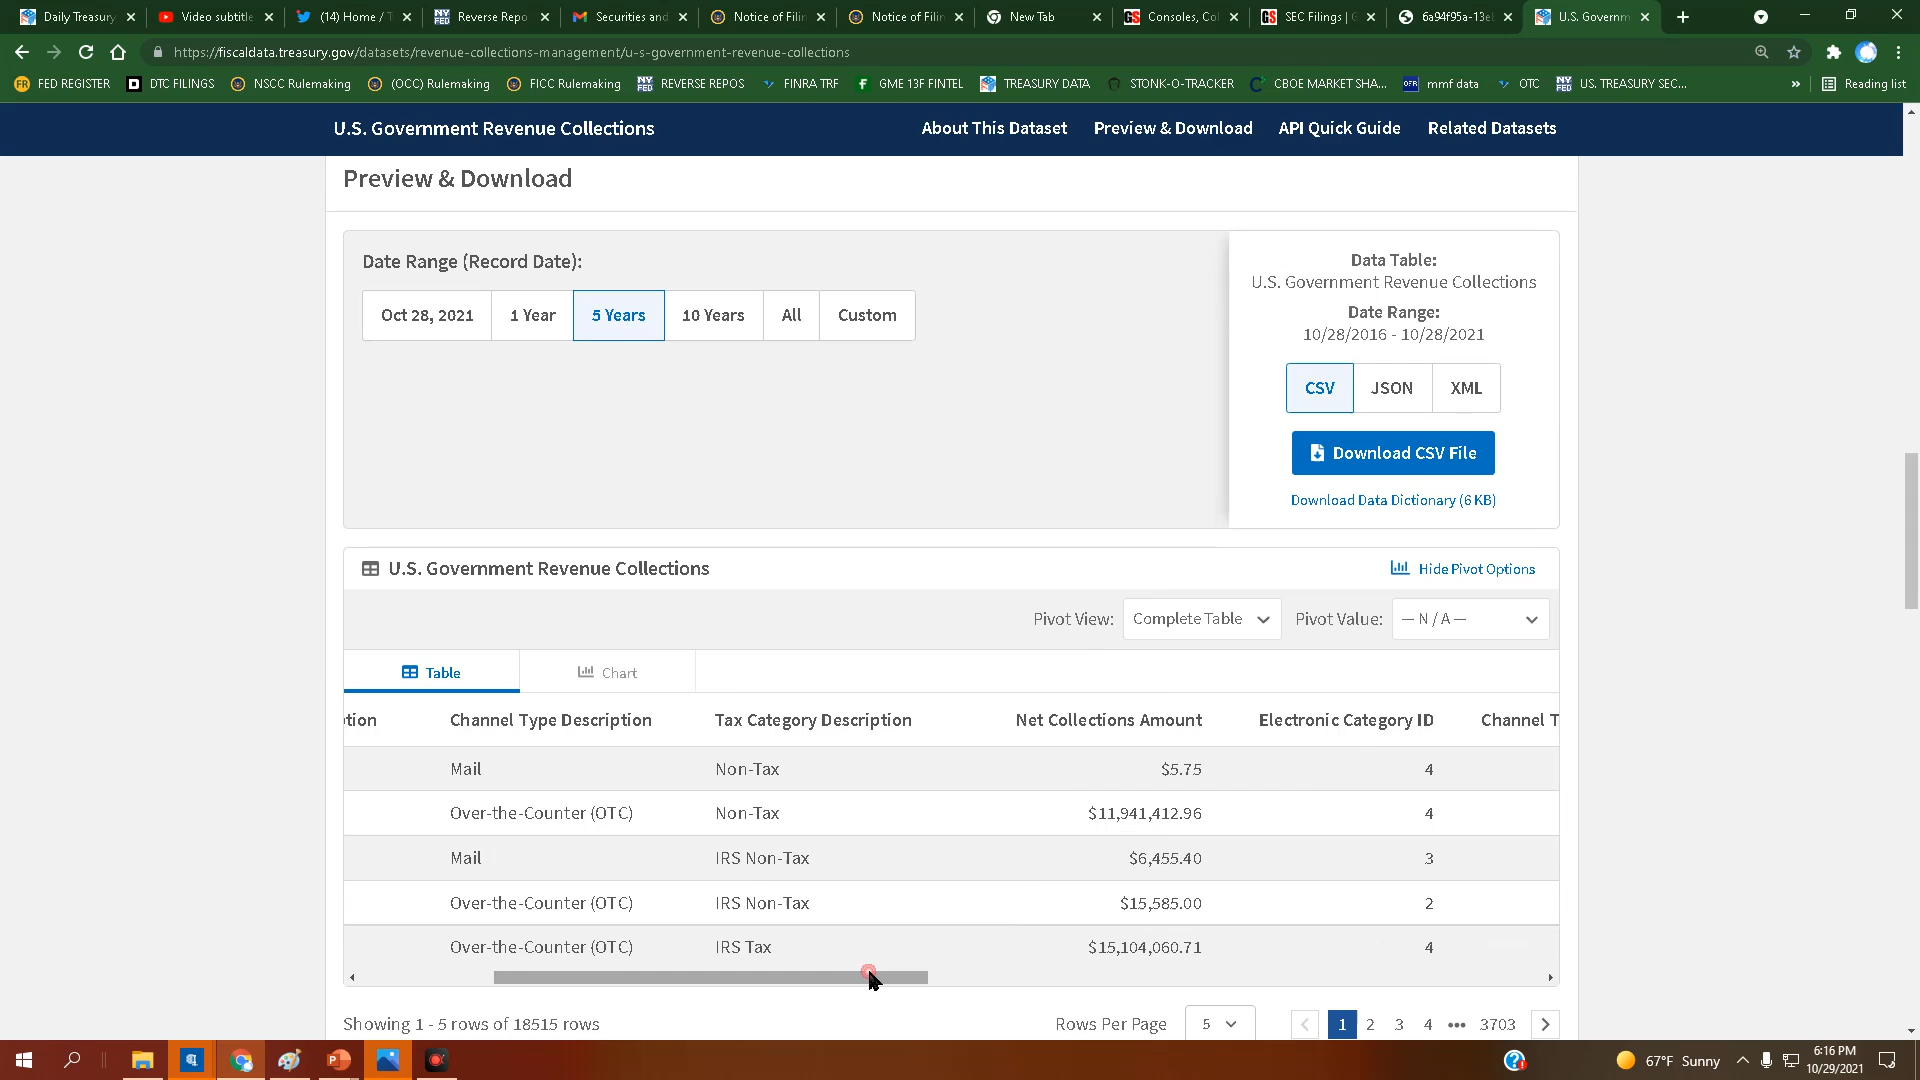 Daily Treasury
Video subtitle
(14) Home / T
Reverse Repo
Securities and
Notice of Filin
Notice of Filin
New Tab
Consoles, Col
SEC Filings | G
6a94f95a-13eb
U.S. Governm
https://fiscaldata.treasury.gov/datasets/revenue-collections-management/u-s-government-revenue-collections
FED REGISTER
DTC FILINGS
NSCC Rulemaking
(OCC) Rulemaking
FICC Rulemaking
REVERSE REPOS
FINRA TRF
GME 13F FINTEL
TREASURY DATA
STONK-O-TRACKER
CBOE MARKET SHA...
mmf data
OTC
US. TREASURY SEC...
»
Reading list
U.S. Government Revenue Collections
About This Dataset
Preview & Download
API Quick Guide
Related Datasets
Preview & Download
Date Range (Record Date):
Oct 28, 2021
1 Year
5 Years
10 Years
All
Custom
Data Table:
U.S. Government Revenue Collections
Date Range:
10/28/2016 - 10/28/2021
CSV
JSON
XML
Download CSV File
Download Data Dictionary (6 KB)
U.S. Government Revenue Collections
Hide Pivot Options
Pivot View: Complete Table
Pivot Value: — N / A —
Table
Chart
otion Channel Type Description Tax Category Description Net Collections Amount Electronic Category ID Channel T
Mail Non-Tax $5.75 4
Over-the-Counter (OTC) Non-Tax $11,941,412.96 4
Mail IRS Non-Tax $6,455.40 3
Over-the-Counter (OTC) IRS Non-Tax $15,585.00 2
Over-the-Counter (OTC) IRS Tax $15,104,060.71 4
Showing 1 - 5 rows of 18515 rows
Rows Per Page 5
1 2 3 4 ••• 3703
67°F Sunny
6:16 PM
10/29/2021